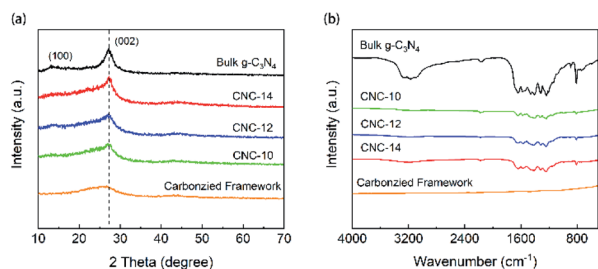 (a)
(100)
(002)
Bulk g-C3N4
CNC-14
CNC-12
CNC-10
Carbonzied Framework
Intensity (a.u.)
10 20 30 40 50 60 70
2 Theta (degree)
(b)
Bulk g-C3N4
CNC-10
CNC-12
CNC-14
Carbonzied Framework
Intensity (a.u.)
4000 3200 2400 1600 800
Wavenumber (cm-1)